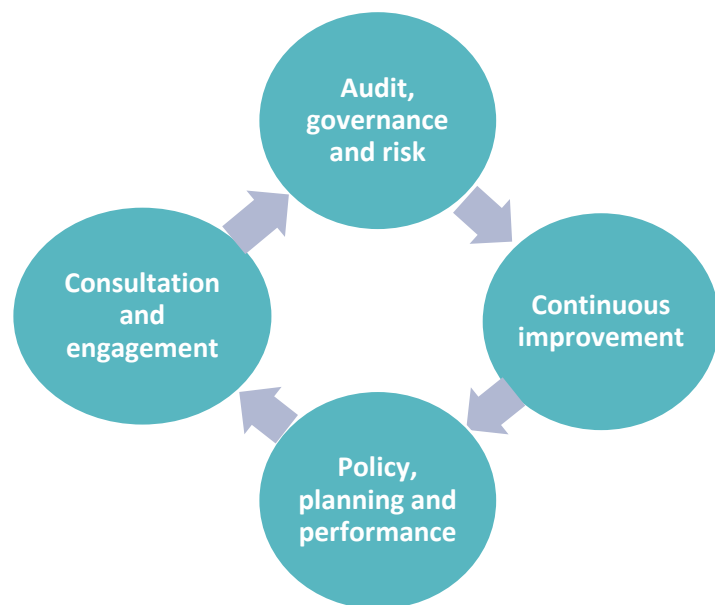 Audit,
governance
and risk
Continuous
improvement
Policy,
planning and
performance
Consultation
and
engagement